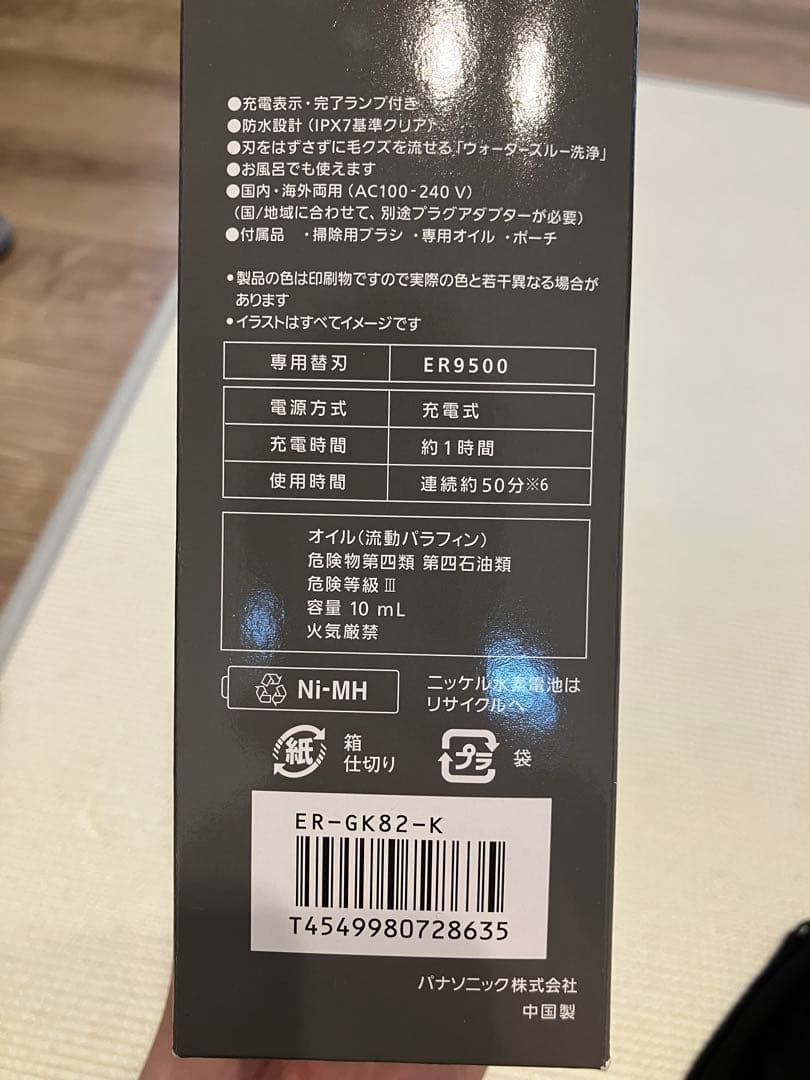 ●充電表示・完了ランプ付き
●防水設計（IPX7基準クリア）
●刃をはずさずに毛クズを流せる「ウォータースルー洗浄」
●お風呂でも使えます
●国内・海外両用（AC100-240 V）
（国/地域に合わせて、別途プラグアダプターが必要）
●付属品　・掃除用ブラシ ・専用オイル ・ポーチ
•製品の色は印刷物ですので実際の色と若干異なる場合が
あります
•イラストはすべてイメージです
専用替刃 ER9500
電源方式 充電式
充電時間 約1時間
使用時間 連続約50分※6
オイル（流動パラフィン）
危険物第四類 第四石油類
危険等級Ⅲ
容量 10 mL
火気厳禁
Ni-MH
ニッケル水素電池は
リサイクルへ
紙
箱
仕切り
プラ
袋
ER-GK82-K
T4549980728635
パナソニック株式会社
中国製